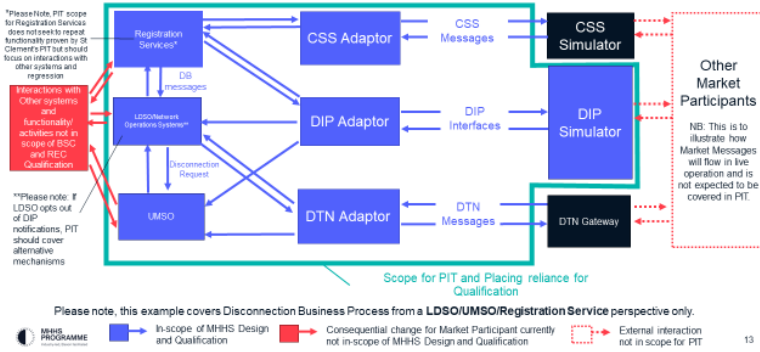 *Please Note, PIT scope
for Registration Services
does not seek to repeat
functionality proven by St
Clement's PIT but should
focus on interactions with
other systems and
regression
Interactions with
Other systems
and
functionality/
activities not in
scope of BSC
and REC
Qualification
**Please note: If
LDSO opts out
of DIP
notifications, PIT
should cover
alternative
mechanisms
Registration
Services*
DB
messages
LDSO/Network
Operations Systems**
Disconnection
Request
UMSO
CSS Adaptor
DIP Adaptor
DTN Adaptor
CSS
Messages
DIP
Interfaces
DTN
Messages
CSS
Simulator
DIP
Simulator
DTN Gateway
Other
Market
Participants
NB: This is to
illustrate how
Market Messages
will flow in live
operation and is
not expected to be
covered in PIT.
Scope for PIT and Placing reliance for
Qualification
Please note, this example covers Disconnection Business Process from a LDSO/UMSO/Registration Service perspective only.
MHHS
PROGRAMME
In-scope of MHHS Design
and Qualification
Consequential change for Market Participant currently
not in-scope of MHHS Design and Qualification
External interaction
not in scope for PIT
13